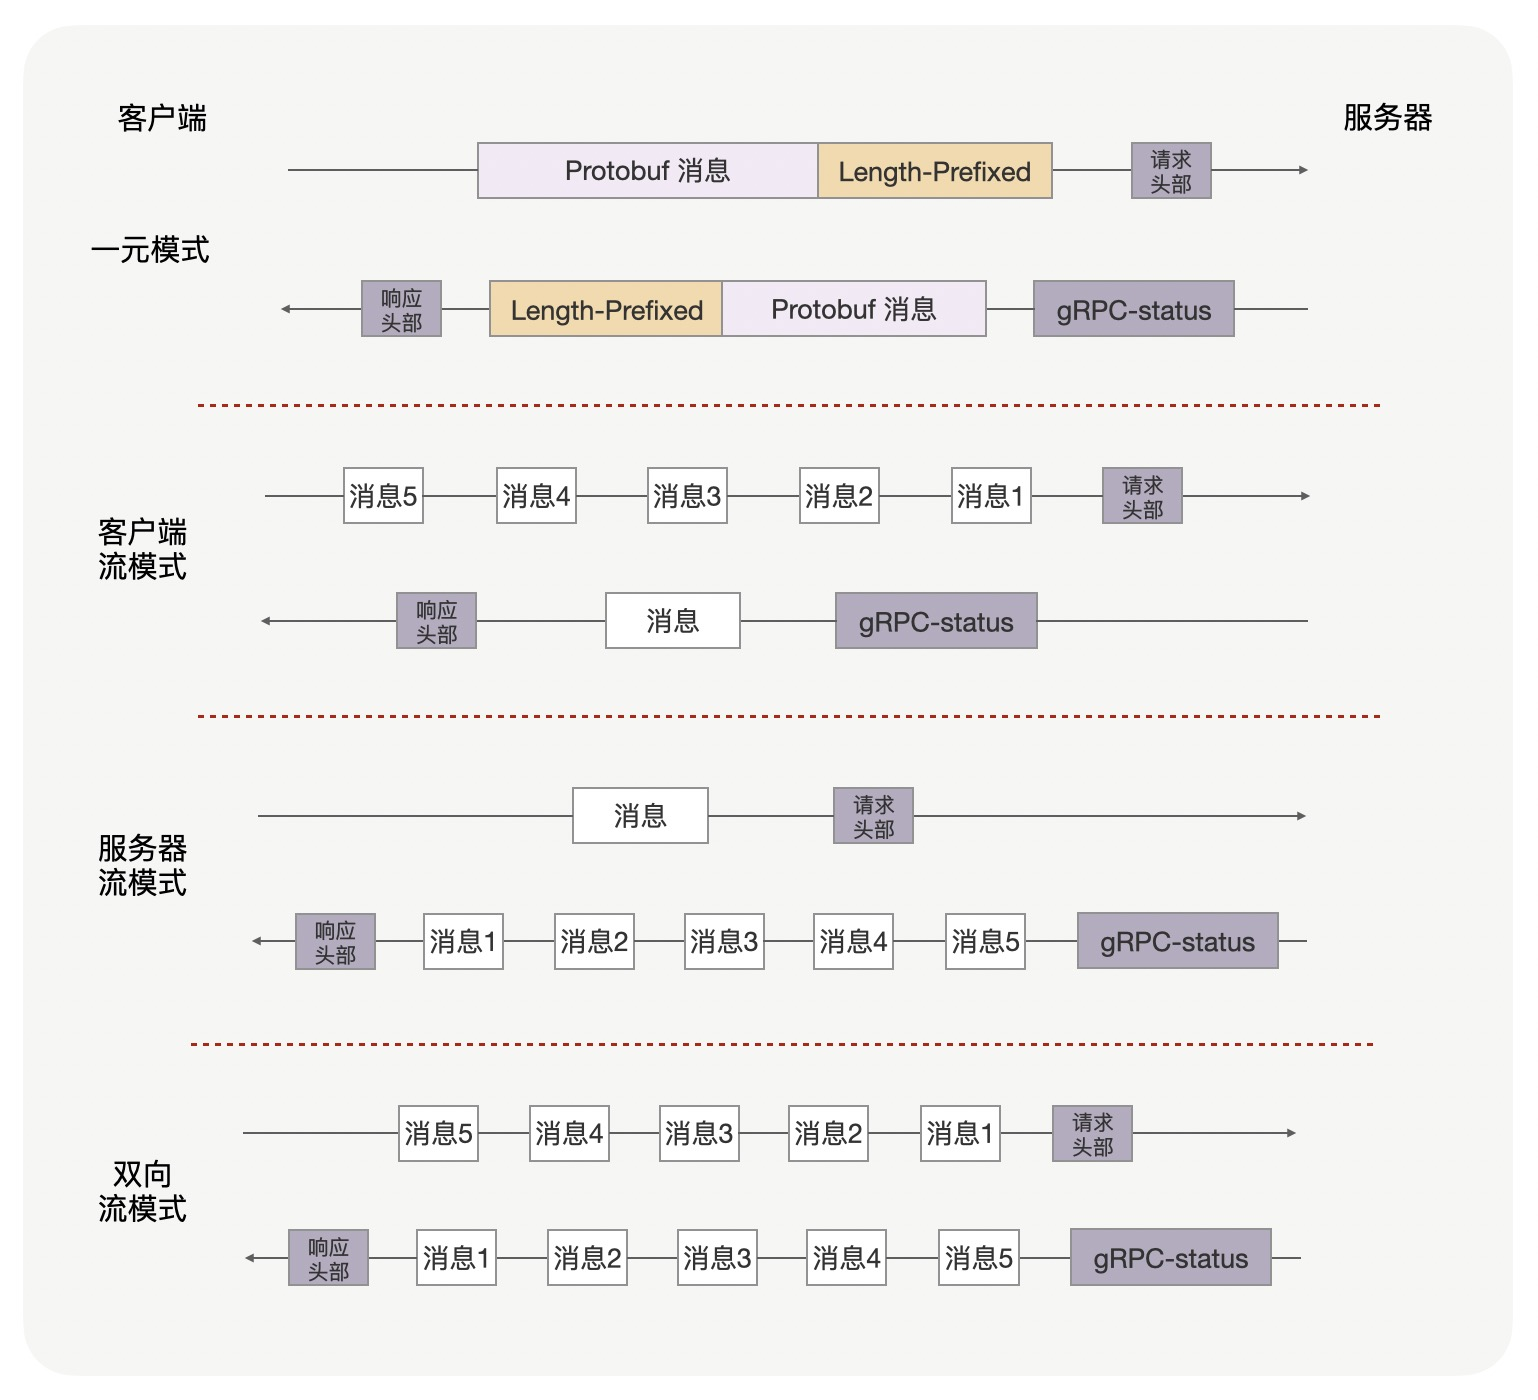 客户端
服务器
Protobuf 消息
Length-Prefixed
请求
头部
一元模式
响应
头部
Length-Prefixed
Protobuf 消息
gRPC-status
客户端
流模式
消息5
消息4
消息3
消息2
消息1
请求
头部
响应
头部
消息
gRPC-status
服务器
流模式
消息
请求
头部
响应
头部
消息1
消息2
消息3
消息4
消息5
gRPC-status
双向
流模式
消息5
消息4
消息3
消息2
消息1
请求
头部
响应
头部
消息1
消息2
消息3
消息4
消息5
gRPC-status